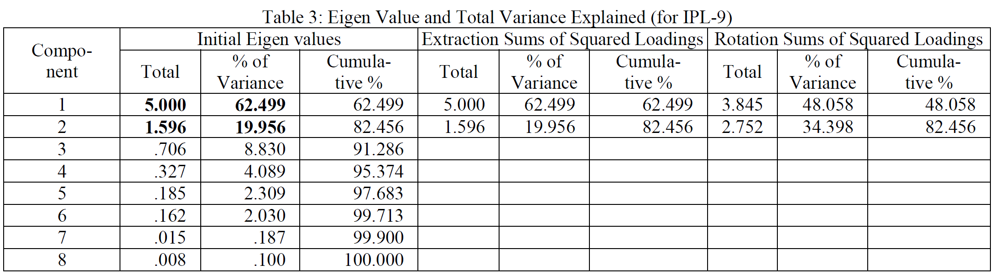 Table 3: Eigen Value and Total Variance Explained (for IPL-9)
Compo-
nent
Initial Eigen values
Extraction Sums of Squared Loadings
Rotation Sums of Squared Loadings
Total
% of
Variance
Cumula-
tive %
Total
% of
Variance
Cumula-
tive %
Total
% of
Variance
Cumula-
tive %
1 5.000 62.499 62.499 5.000 62.499 62.499 3.845 48.058 48.058
2 1.596 19.956 82.456 1.596 19.956 82.456 2.752 34.398 82.456
3 .706 8.830 91.286
4 .327 4.089 95.374
5 .185 2.309 97.683
6 .162 2.030 99.713
7 .015 .187 99.900
8 .008 .100 100.000